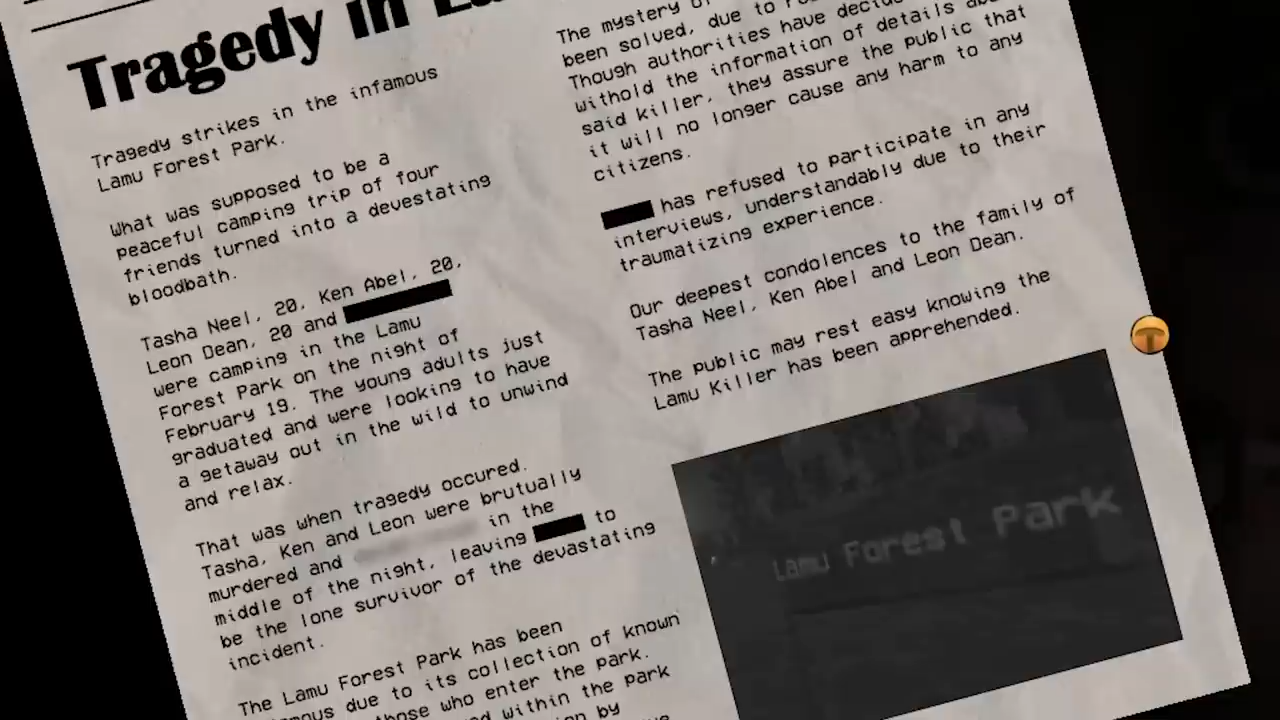 Tragedy in
Tragedy strikes in the infamous
Lamu Forest Park.
What was supposed to be a
peaceful camping trip of four
friends turned into a devestating
bloodbath.
Tasha Neel, 20, Ken Abel, 20,
Leon Dean, 20 and
were camping in the Lamu
Forest Park on the night of
February 19. The young adults just
graduated and were looking to have
a getaway out in the wild to unwind
and relax.
That was when tragedy occured.
Tasha, Ken and Leon were brutually
murdered and in the
middle of the night, leaving to
be the lone survivor of the devastating
incident.
The Lamu Forest Park has been
due to its collection of known
those who enter the park.
within the park
by
The mystery
been solved, due to
Though authorities have
withold the information of details
said killer, they assure the public that
it will no longer cause any harm to any
citizens.
has refused to participate in any
interviews, understandably due to their
traumatizing experience.
Our deepest condolences to the family of
Tasha Neel, Ken Abel and Leon Dean.
The public may rest easy knowing the
Lamu Killer has been apprehended.
Lamu Forest Park